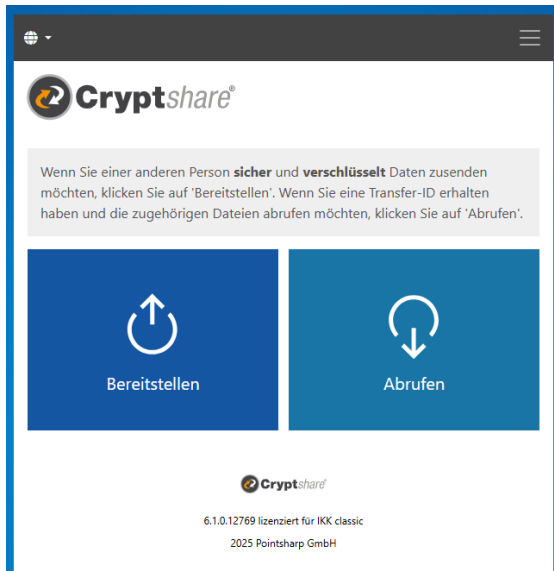 Cryptshare®
Wenn Sie einer anderen Person sicher und verschlüsselt Daten zusenden
möchten, klicken Sie auf 'Bereitstellen'. Wenn Sie eine Transfer-ID erhalten
haben und die zugehörigen Dateien abrufen möchten, klicken Sie auf 'Abrufen'.
Bereitstellen
Abrufen
Cryptshare®
6.1.0.12769 lizenziert für IKK classic
2025 Pointsharp GmbH